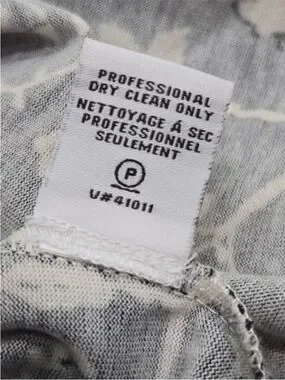 PROFESSIONAL
DRY CLEAN ONLY
NETTOYAGE Á SEC
PROFESSIONNEL
SEULEMENT
P
U#41011